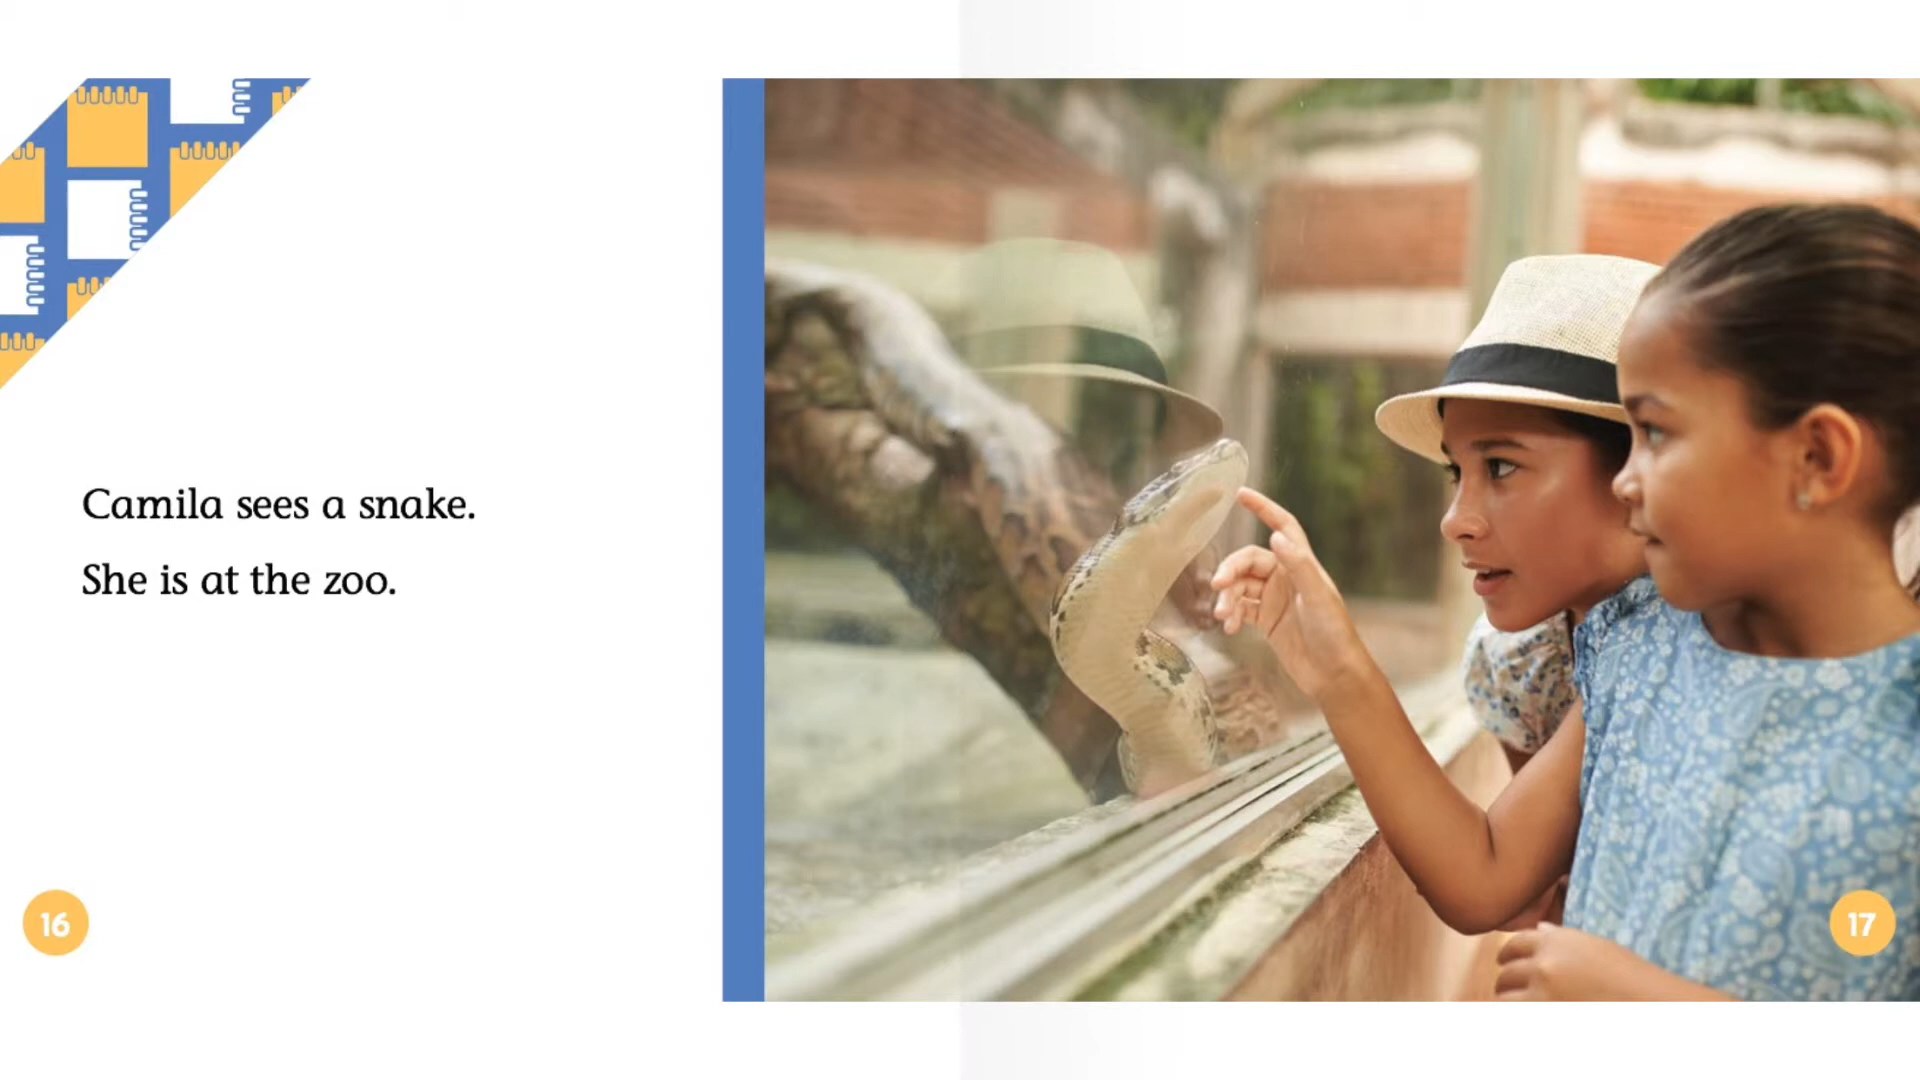 Camila sees a snake.
She is at the zoo.
16
17